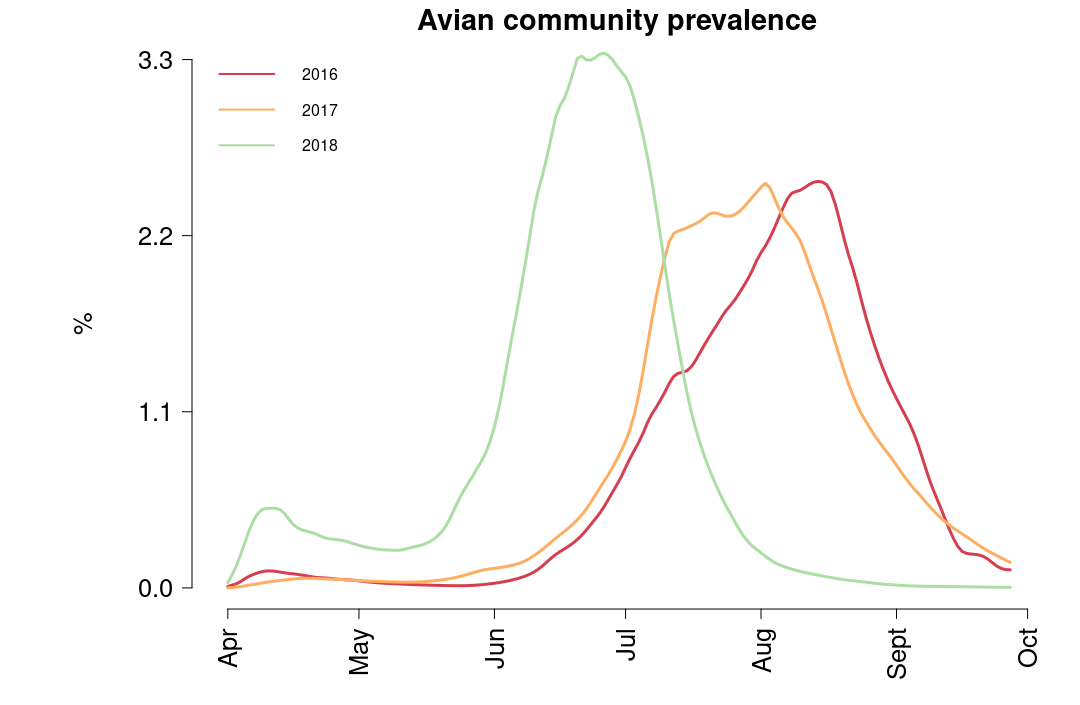 Avian community prevalence
3.3
2.2
1.1
0.0
%
2016
2017
2018
Apr
May
Jun
Jul
Aug
Sept
Oct